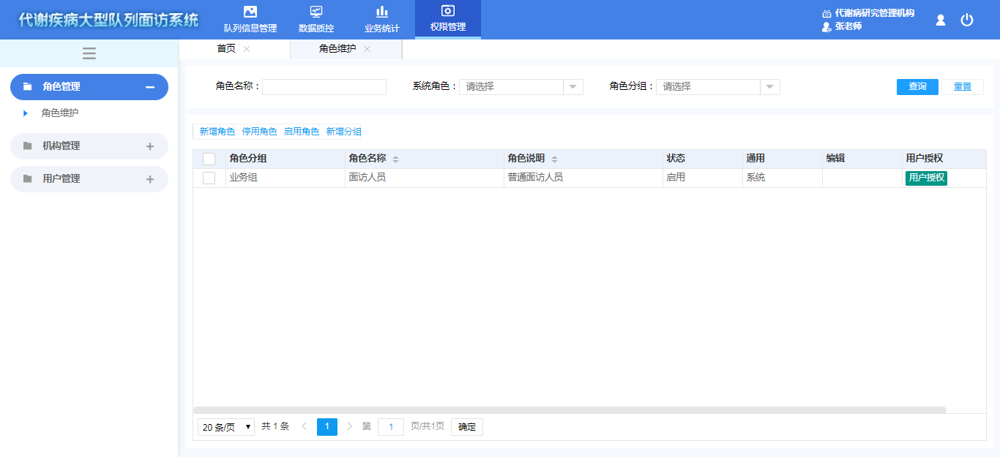 代谢疾病大型队列面访系统
队列信息管理
数据质控
业务统计
权限管理
代谢病研究管理机构
张老师
首页
角色维护
角色管理
角色维护
机构管理
用户管理
角色名称：
系统角色：
请选择
角色分组：
请选择
查询
重置
新增角色 停用角色 启用角色 新增分组
角色分组 角色名称 角色说明 状态 通用 编辑 用户授权
业务组 面访人员 普通面访人员 启用 系统 用户授权
20 条/页 共 1 条 1 第 1 页/共1页 确定